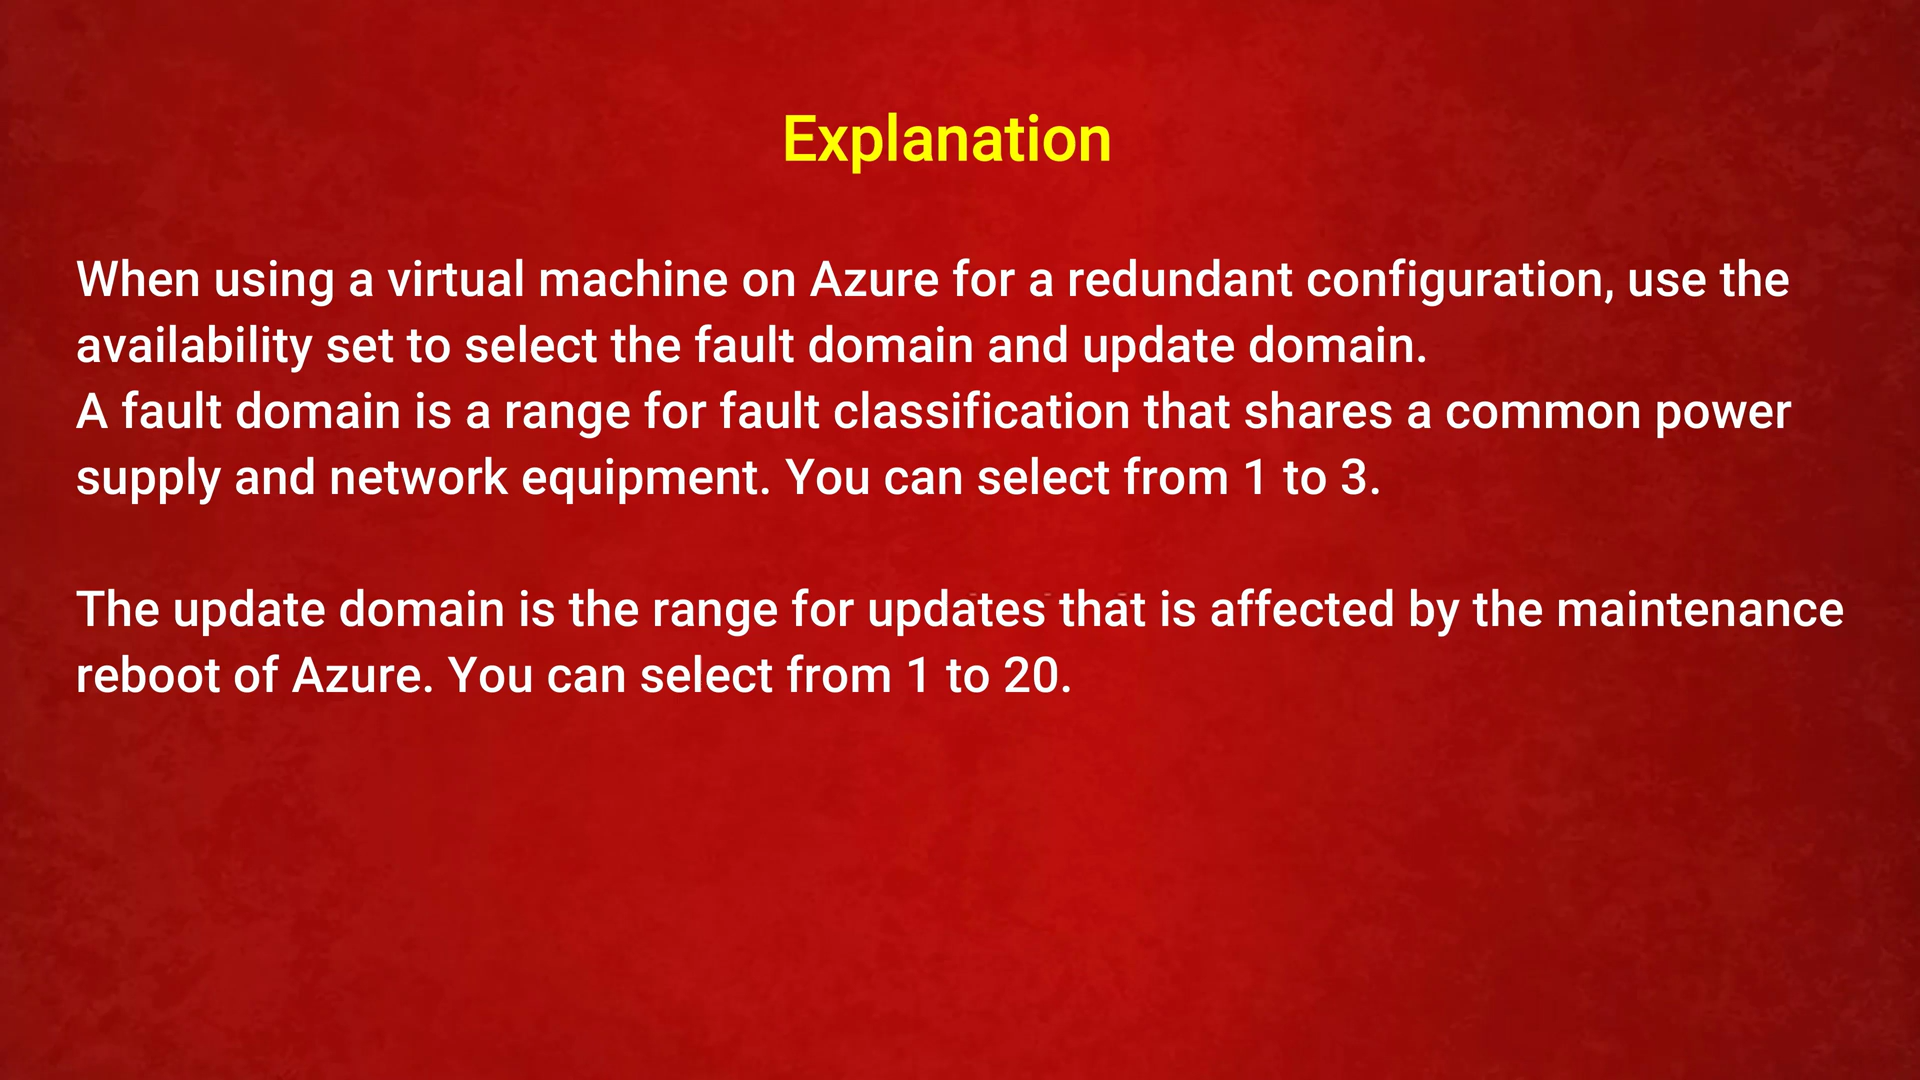 Explanation
When using a virtual machine on Azure for a redundant configuration, use the
availability set to select the fault domain and update domain.
A fault domain is a range for fault classification that shares a common power
supply and network equipment. You can select from 1 to 3.
The update domain is the range for updates that is affected by the maintenance
reboot of Azure. You can select from 1 to 20.